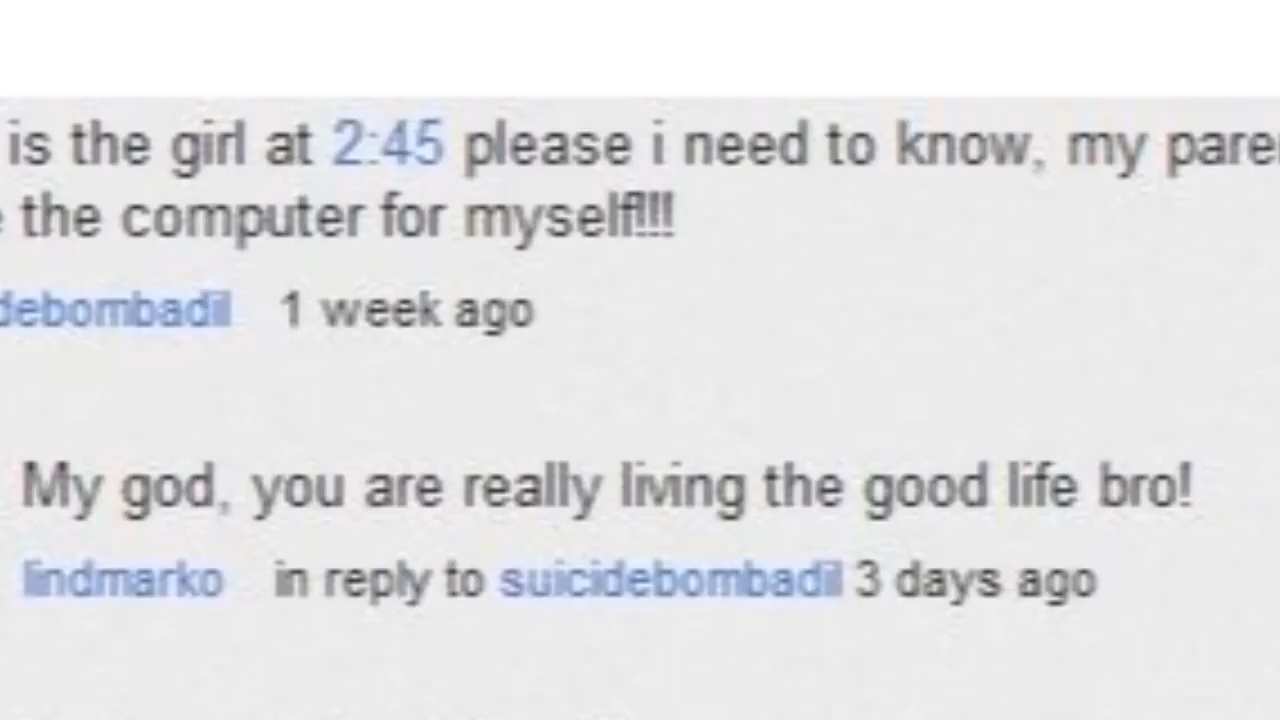 is the girl at 2:45 please i need to know, my
the computer for myself!!!
debombadil 1 week ago
My god, you are really living the good life bro!
lindmarko in reply to suicidebombadil 3 days ago